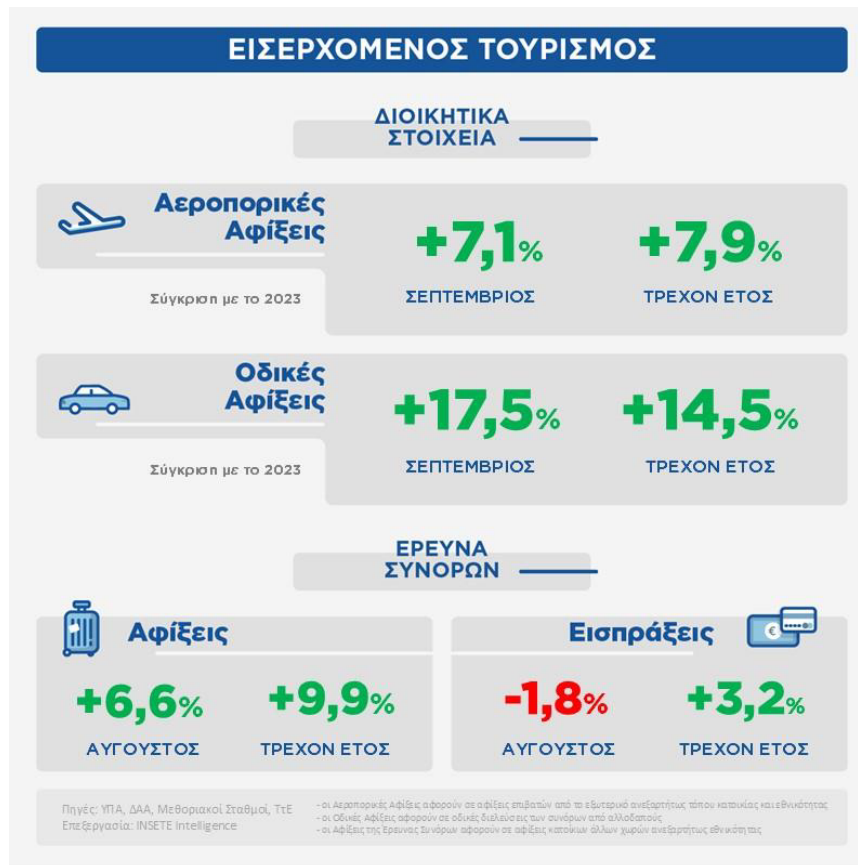 ΕΙΣΕΡΧΟΜΕΝΟΣ ΤΟΥΡΙΣΜΟΣ
ΔΙΟΙΚΗΤΙΚΑ
ΣΤΟΙΧΕΙΑ
Αεροπορικές
Αφίξεις
+7,1%
+7,9%
Σύγκριση με το 2023
ΣΕΠΤΕΜΒΡΙΟΣ
ΤΡΕΧΟΝ ΕΤΟΣ
Οδικές
Αφίξεις
+17,5%
+14,5%
Σύγκριση με το 2023
ΣΕΠΤΕΜΒΡΙΟΣ
ΤΡΕΧΟΝ ΕΤΟΣ
ΕΡΕΥΝΑ
ΣΥΝΟΡΩΝ
Αφίξεις
+6,6%
+9,9%
ΑΥΓΟΥΣΤΟΣ
ΤΡΕΧΟΝ ΕΤΟΣ
Εισπράξεις
€
-1,8%
+3,2%
ΑΥΓΟΥΣΤΟΣ
ΤΡΕΧΟΝ ΕΤΟΣ
Πηγές: ΥΠΑ, ΔΑΑ, Μεθοριακοί Σταθμοί, ΤτΕ
Επεξεργασία: INSETE Intelligence
- οι Αεροπορικές Αφίξεις αφορούν σε αφίξεις επιβατών από το εξωτερικό ανεξαρτήτως τόπου κατοικίας και εθνικότητας
- οι Οδικές Αφίξεις αφορούν σε οδικές διελεύσεις των συνόρων από αλλοδαπούς
- οι Αφίξεις της Έρευνας Συνόρων αφορούν σε αφίξεις κατοίκων άλλων χωρών ανεξαρτήτως εθνικότητας